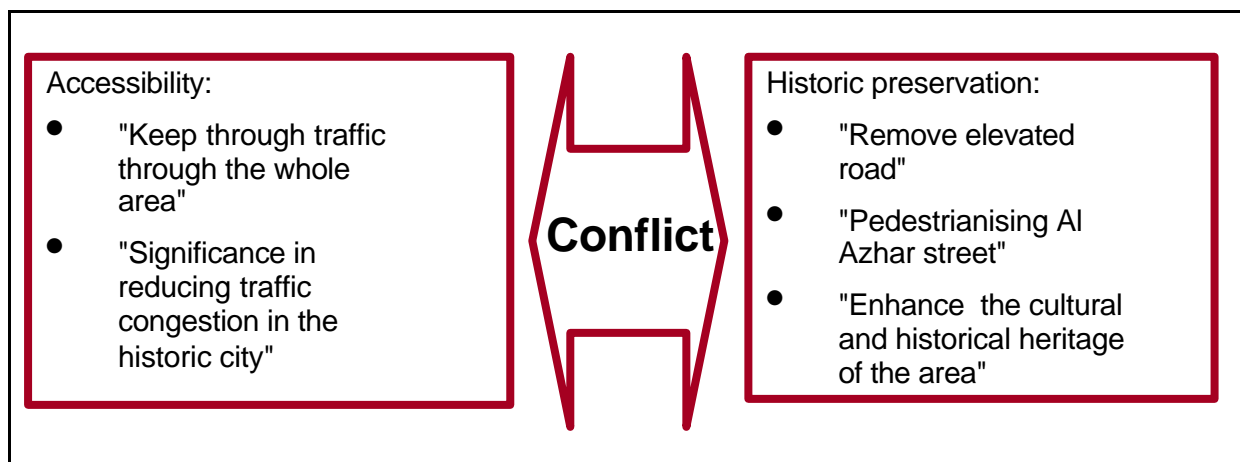 Accessibility:
● "Keep through traffic
through the whole
area"
● "Significance in
reducing traffic
congestion in the
historic city"
Conflict
Historic preservation:
● "Remove elevated
road"
● "Pedestrianising Al
Azhar street"
● "Enhance the cultural
and historical heritage
of the area"